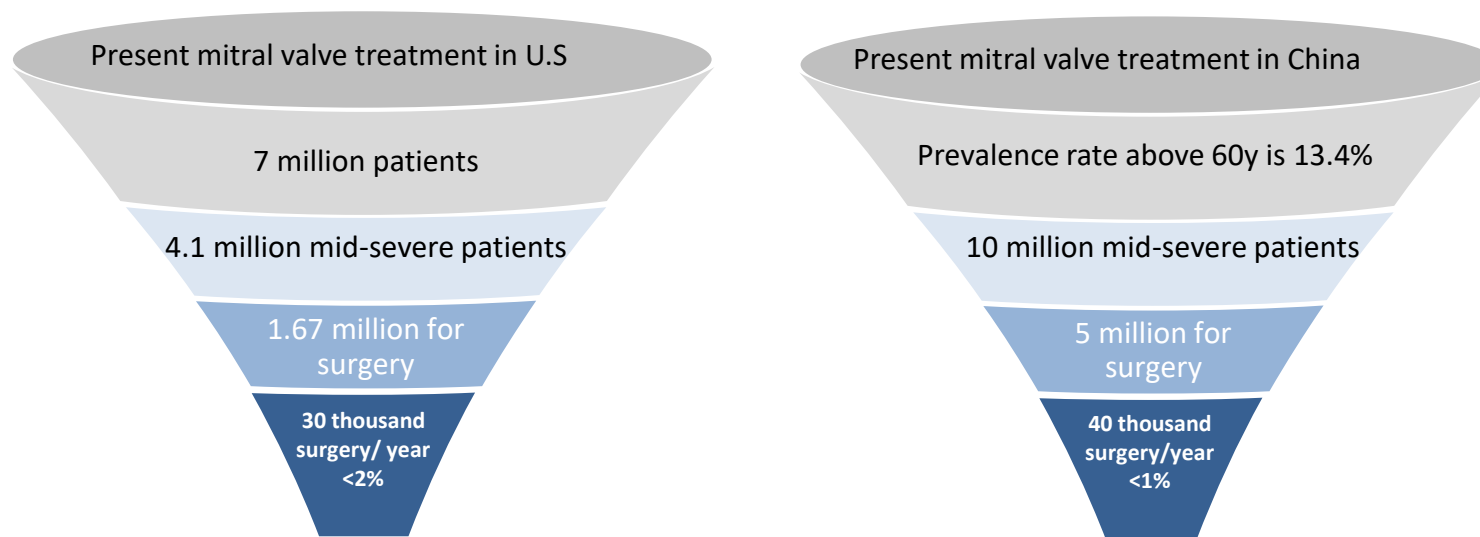 Present mitral valve treatment in U.S
7 million patients
4.1 million mid-severe patients
1.67 million for
surgery
30 thousand
surgery/ year
<2%
Present mitral valve treatment in China
Prevalence rate above 60y is 13.4%
10 million mid-severe patients
5 million for
surgery
40 thousand
surgery/year
<1%